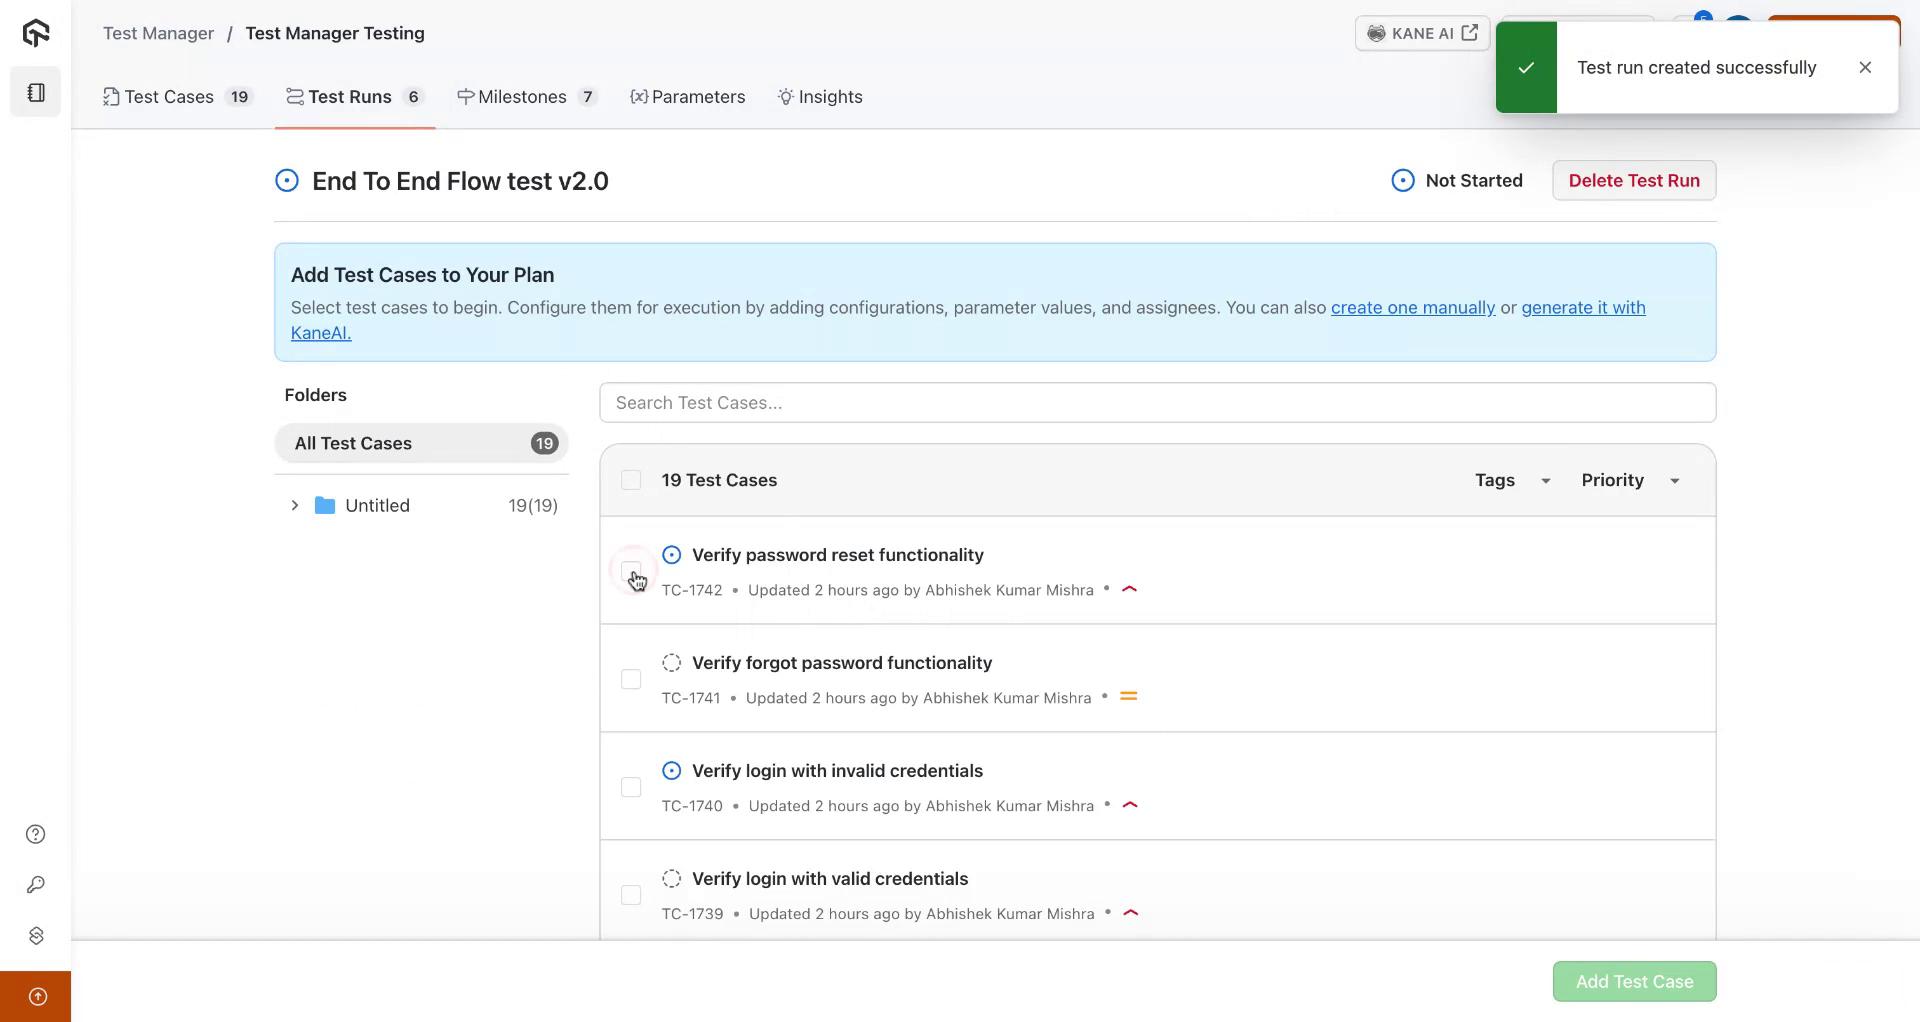 Test Manager / Test Manager Testing
KANE AI
Test run created successfully
Test Cases 19
Test Runs 6
Milestones 7
Parameters
Insights
End To End Flow test v2.0
Not Started
Delete Test Run
Add Test Cases to Your Plan
Select test cases to begin. Configure them for execution by adding configurations, parameter values, and assignees. You can also create one manually or generate it with
KaneAI.
Folders
All Test Cases 19
Untitled 19(19)
Search Test Cases...
19 Test Cases
Tags
Priority
Verify password reset functionality
TC-1742 • Updated 2 hours ago by Abhishek Kumar Mishra •
Verify forgot password functionality
TC-1741 • Updated 2 hours ago by Abhishek Kumar Mishra •
Verify login with invalid credentials
TC-1740 • Updated 2 hours ago by Abhishek Kumar Mishra •
Verify login with valid credentials
TC-1739 • Updated 2 hours ago by Abhishek Kumar Mishra •
Add Test Case